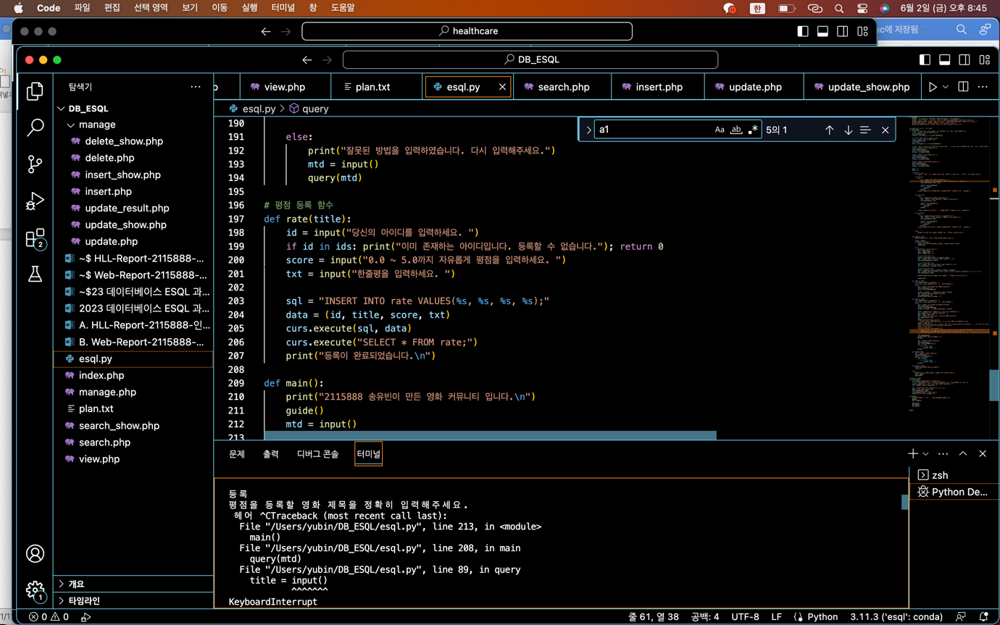 Code 파일 편집 선택 영역 보기 이동 실행 터미널 창 도움말 한 6월 2일 (금) 오후 8:45
healthcare
DB_ESQL
탐색기
view.php plan.txt esql.py search.php insert.php update.php update_show.php
esql.py > query
a1 Aa ab 5의 1
DB_ESQL
manage
delete_show.php
delete.php
insert_show.php
insert.php
update_result.php
update_show.php
update.php
~$ HLL-Report-2115888-...
~$ Web-Report-2115888-...
~$23 데이터베이스 ESQL 과...
2023 데이터베이스 ESQL 과...
A. HLL-Report-2115888-인...
B. Web-Report-2115888-...
esql.py
index.php
manage.php
plan.txt
search_show.php
search.php
view.php
개요
타임라인
190
191 else:
192 print("잘못된 방법을 입력하였습니다. 다시 입력해주세요.")
193 mtd = input()
194 query(mtd)
195
196 # 평점 등록 함수
197 def rate(title):
198 id = input("당신의 아이디를 입력하세요. ")
199 if id in ids: print("이미 존재하는 아이디입니다. 등록할 수 없습니다."); return 0
200 score = input("0.0 ~ 5.0까지 자유롭게 평점을 입력하세요. ")
201 txt = input("한줄평을 입력하세요. ")
202
203 sql = "INSERT INTO rate VALUES(%s, %s, %s, %s);"
204 data = (id, title, score, txt)
205 curs.execute(sql, data)
206 curs.execute("SELECT * FROM rate;")
207 print("등록이 완료되었습니다.\n")
208
209 def main():
210 print("2115888 송유빈이 만든 영화 커뮤니티 입니다.\n")
211 guide()
212 mtd = input()
213
문제 출력 디버그 콘솔 터미널
zsh
Python De...
등록
평점을 등록할 영화 제목을 정확히 입력해주세요.
헤어 ^CTraceback (most recent call last):
File "/Users/yubin/DB_ESQL/esql.py", line 213, in <module>
main()
File "/Users/yubin/DB_ESQL/esql.py", line 208, in main
query(mtd)
File "/Users/yubin/DB_ESQL/esql.py", line 89, in query
title = input()
^^^^^^^
KeyboardInterrupt
0 0 줄 61, 열 38 공백: 4 UTF-8 LF Python 3.11.3 ('esql': conda)